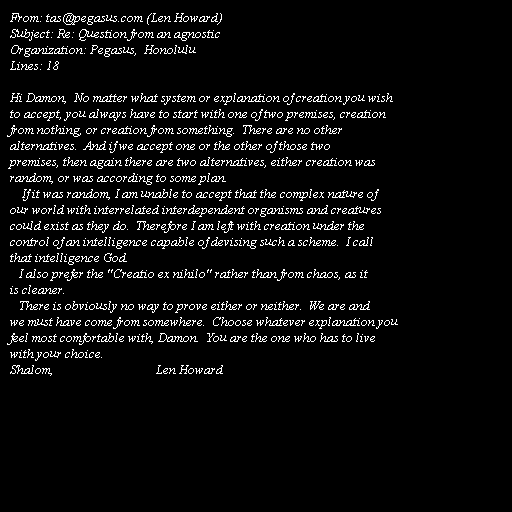 From: tas@pegasus.com (Len Howard)
Subject: Re: Question from an agnostic
Organization: Pegasus,  Honolulu
Lines: 18

Hi Damon,  No matter what system or explanation of creation you wish
to accept, you always have to start with one of two premises, creation
from nothing, or creation from something.  There are no other
alternatives.  And if we accept one or the other of those two
premises, then again there are two alternatives, either creation was
random, or was according to some plan.
    If it was random, I am unable to accept that the complex nature of
our world with interrelated interdependent organisms and creatures
could exist as they do.  Therefore I am left with creation under the
control of an intelligence capable of devising such a scheme.  I call
that intelligence God.
   I also prefer the "Creatio ex nihilo" rather than from chaos, as it
is cleaner.
   There is obviously no way to prove either or neither.  We are and
we must have come from somewhere.  Choose whatever explanation you
feel most comfortable with, Damon.  You are the one who has to live
with your choice.
Shalom,                                Len Howard